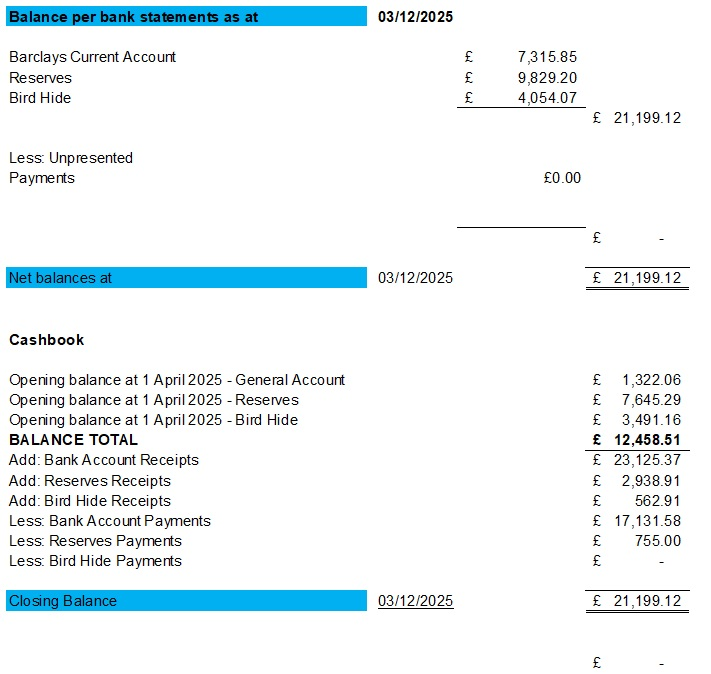 Balance per bank statements as at 03/12/2025
Barclays Current Account £ 7,315.85
Reserves £ 9,829.20
Bird Hide £ 4,054.07
£ 21,199.12
Less: Unpresented
Payments £0.00
£ -
Net balances at 03/12/2025 £ 21,199.12
Cashbook
Opening balance at 1 April 2025 - General Account £ 1,322.06
Opening balance at 1 April 2025 - Reserves £ 7,645.29
Opening balance at 1 April 2025 - Bird Hide £ 3,491.16
BALANCE TOTAL £ 12,458.51
Add: Bank Account Receipts £ 23,125.37
Add: Reserves Receipts £ 2,938.91
Add: Bird Hide Receipts £ 562.91
Less: Bank Account Payments £ 17,131.58
Less: Reserves Payments £ 755.00
Less: Bird Hide Payments £ -
Closing Balance 03/12/2025 £ 21,199.12
£ -